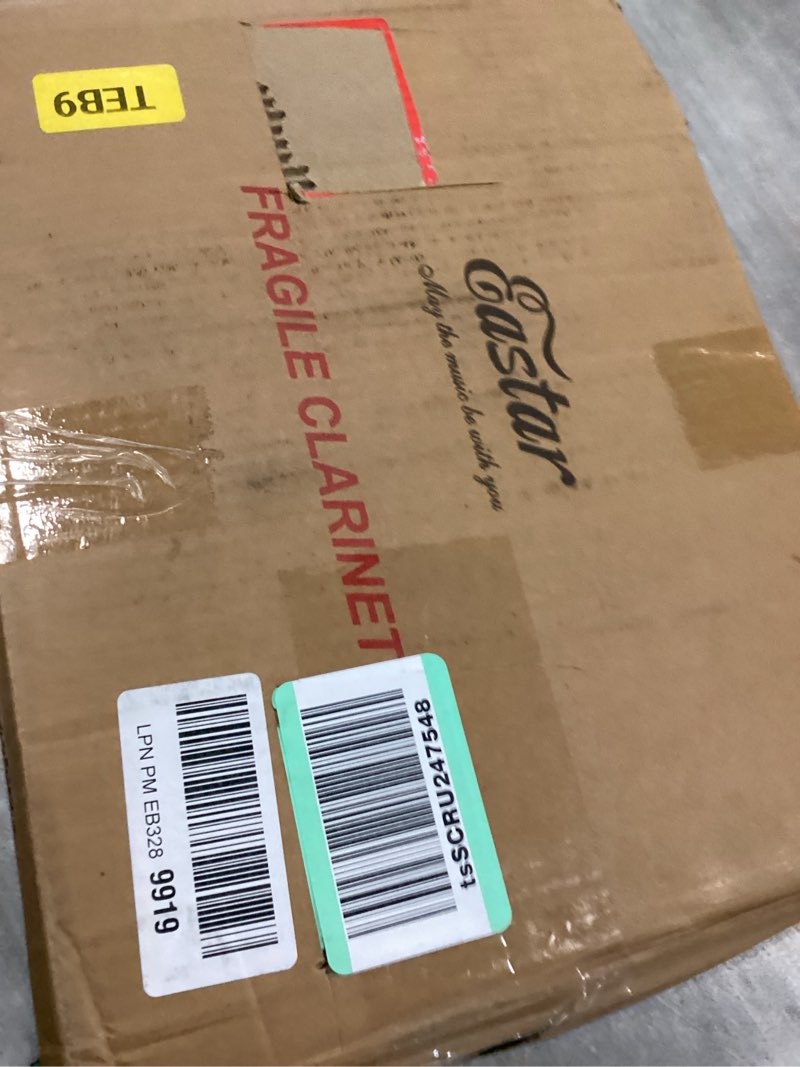 TEB9
Eastar
May the music be with you
FRAGILE CLARINET
tsSCRU247548
LPN PM EB328 9919